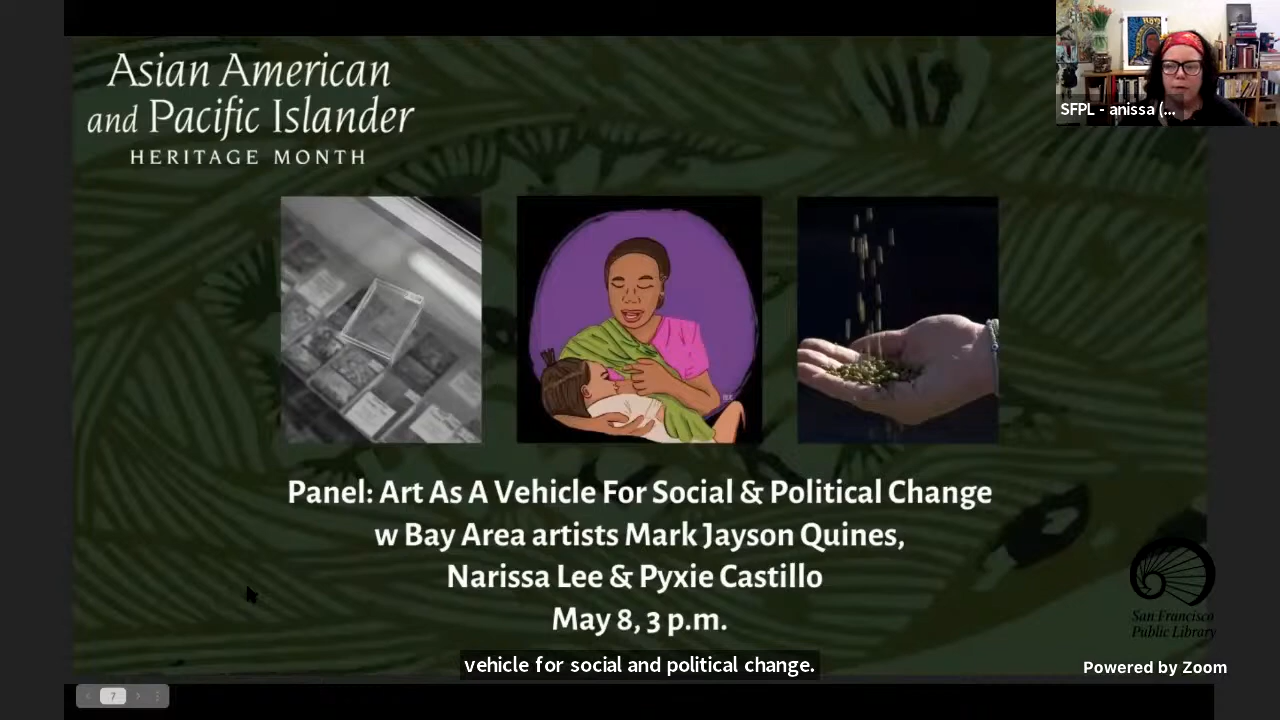 Asian American
and Pacific Islander
HERITAGE MONTH
SFPL - anissa (...
Panel: Art As A Vehicle For Social & Political Change
w Bay Area artists Mark Jayson Quines,
Narissa Lee & Pyxie Castillo
May 8, 3 p.m.
San Francisco
Public Library
vehicle for social and political change.
Powered by Zoom
7